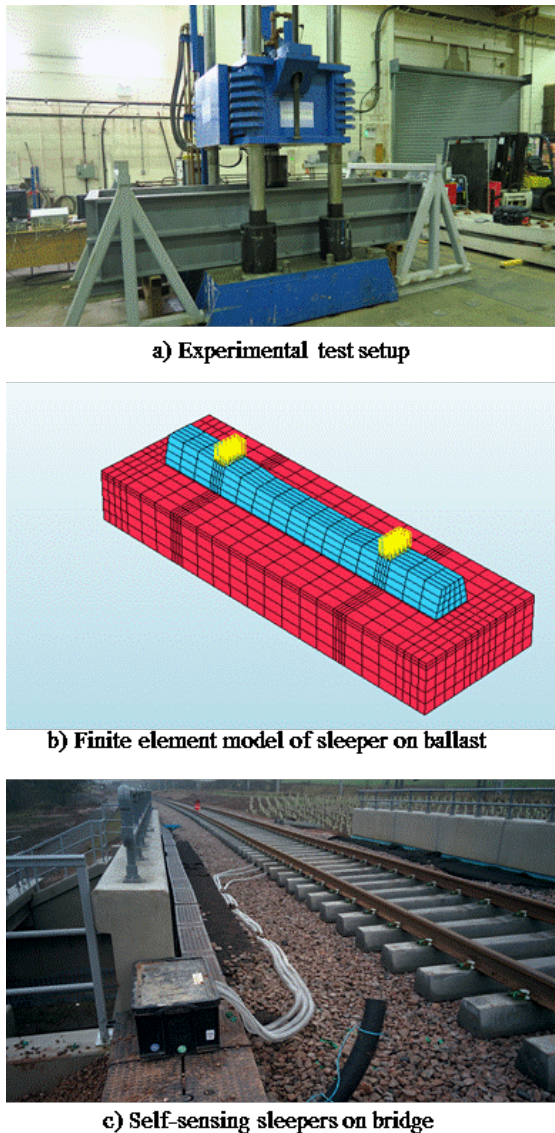 a) Experimental test setup
b) Finite element model of sleeper on ballast
c) Self-sensing sleepers on bridge